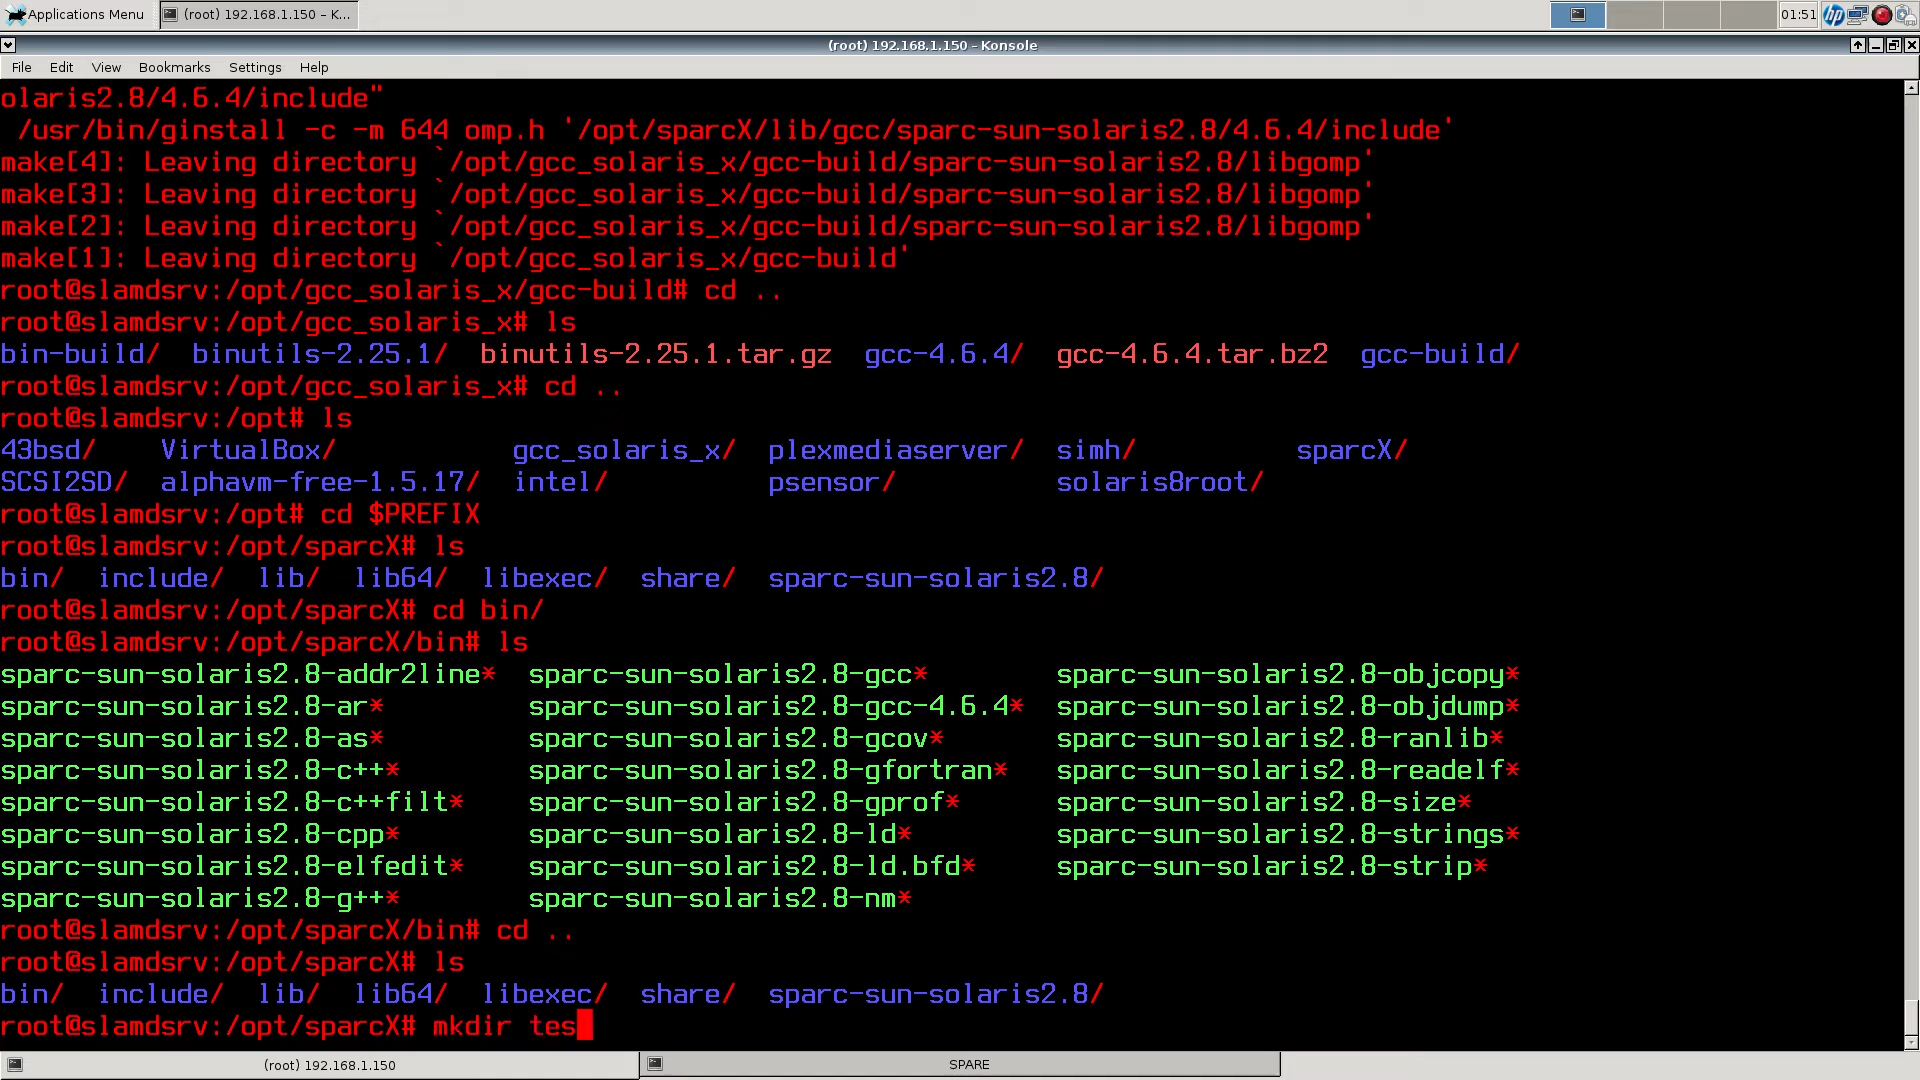 Applications Menu (root) 192.168.1.150 – K... 01:51
(root) 192.168.1.150 – Konsole
File Edit View Bookmarks Settings Help
olaris2.8/4.6.4/include"
 /usr/bin/ginstall -c -m 644 omp.h '/opt/sparcX/lib/gcc/sparc-sun-solaris2.8/4.6.4/include'
make[4]: Leaving directory `/opt/gcc_solaris_x/gcc-build/sparc-sun-solaris2.8/libgomp'
make[3]: Leaving directory `/opt/gcc_solaris_x/gcc-build/sparc-sun-solaris2.8/libgomp'
make[2]: Leaving directory `/opt/gcc_solaris_x/gcc-build/sparc-sun-solaris2.8/libgomp'
make[1]: Leaving directory `/opt/gcc_solaris_x/gcc-build'
root@slamdsrv:/opt/gcc_solaris_x/gcc-build# cd ..
root@slamdsrv:/opt/gcc_solaris_x# ls
bin-build/  binutils-2.25.1/  binutils-2.25.1.tar.gz  gcc-4.6.4/  gcc-4.6.4.tar.bz2  gcc-build/
root@slamdsrv:/opt/gcc_solaris_x# cd ..
root@slamdsrv:/opt# ls
43bsd/    VirtualBox/           gcc_solaris_x/  plexmediaserver/  simh/          sparcX/
SCSI2SD/  alphavm-free-1.5.17/  intel/          psensor/          solaris8root/
root@slamdsrv:/opt# cd $PREFIX
root@slamdsrv:/opt/sparcX# ls
bin/  include/  lib/  lib64/  libexec/  share/  sparc-sun-solaris2.8/
root@slamdsrv:/opt/sparcX# cd bin/
root@slamdsrv:/opt/sparcX/bin# ls
sparc-sun-solaris2.8-addr2line*  sparc-sun-solaris2.8-gcc*        sparc-sun-solaris2.8-objcopy*
sparc-sun-solaris2.8-ar*         sparc-sun-solaris2.8-gcc-4.6.4*  sparc-sun-solaris2.8-objdump*
sparc-sun-solaris2.8-as*         sparc-sun-solaris2.8-gcov*       sparc-sun-solaris2.8-ranlib*
sparc-sun-solaris2.8-c++*        sparc-sun-solaris2.8-gfortran*   sparc-sun-solaris2.8-readelf*
sparc-sun-solaris2.8-c++filt*    sparc-sun-solaris2.8-gprof*      sparc-sun-solaris2.8-size*
sparc-sun-solaris2.8-cpp*        sparc-sun-solaris2.8-ld*         sparc-sun-solaris2.8-strings*
sparc-sun-solaris2.8-elfedit*    sparc-sun-solaris2.8-ld.bfd*     sparc-sun-solaris2.8-strip*
sparc-sun-solaris2.8-g++*        sparc-sun-solaris2.8-nm*
root@slamdsrv:/opt/sparcX/bin# cd ..
root@slamdsrv:/opt/sparcX# ls
bin/  include/  lib/  lib64/  libexec/  share/  sparc-sun-solaris2.8/
root@slamdsrv:/opt/sparcX# mkdir tes
(root) 192.168.1.150 SPARE